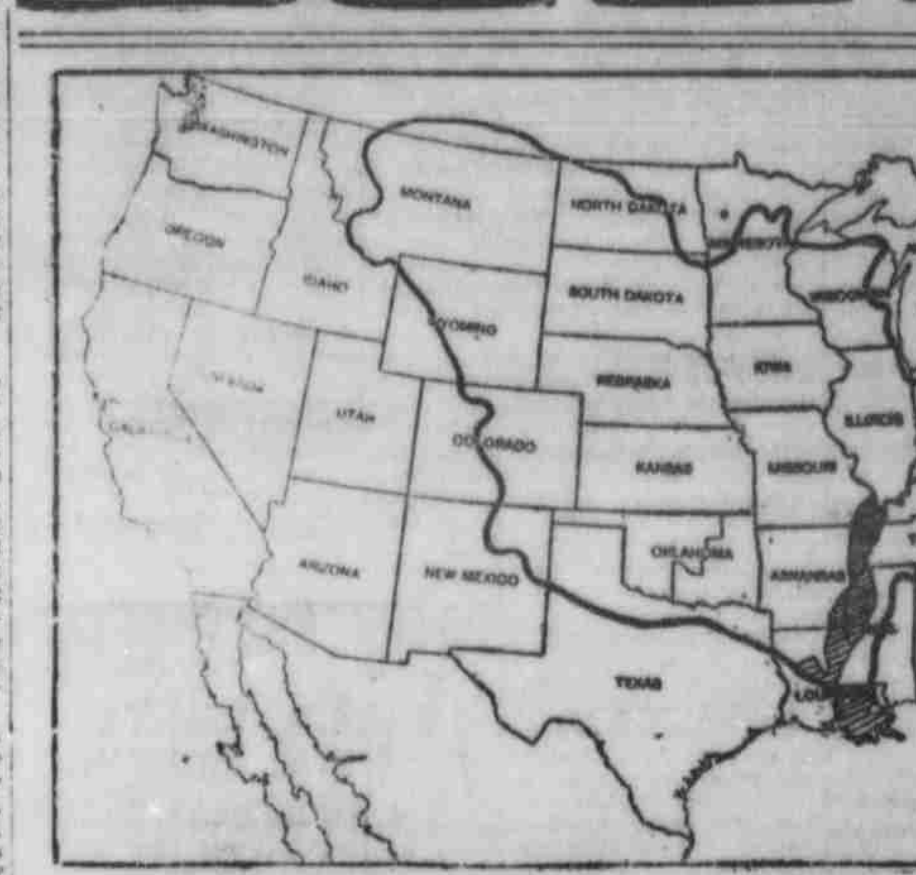 WASHINGTON
MONTANA
NORTH DAKOTA
OREGON
IDAHO
SOUTH DAKOTA
WYOMING
NEBRASKA
IOWA
UTAH
COLORADO
ILLINOIS
KANSAS
MISSOURI
OKLAHOMA
ARIZONA
NEW MEXICO
ARKANSAS
TEXAS